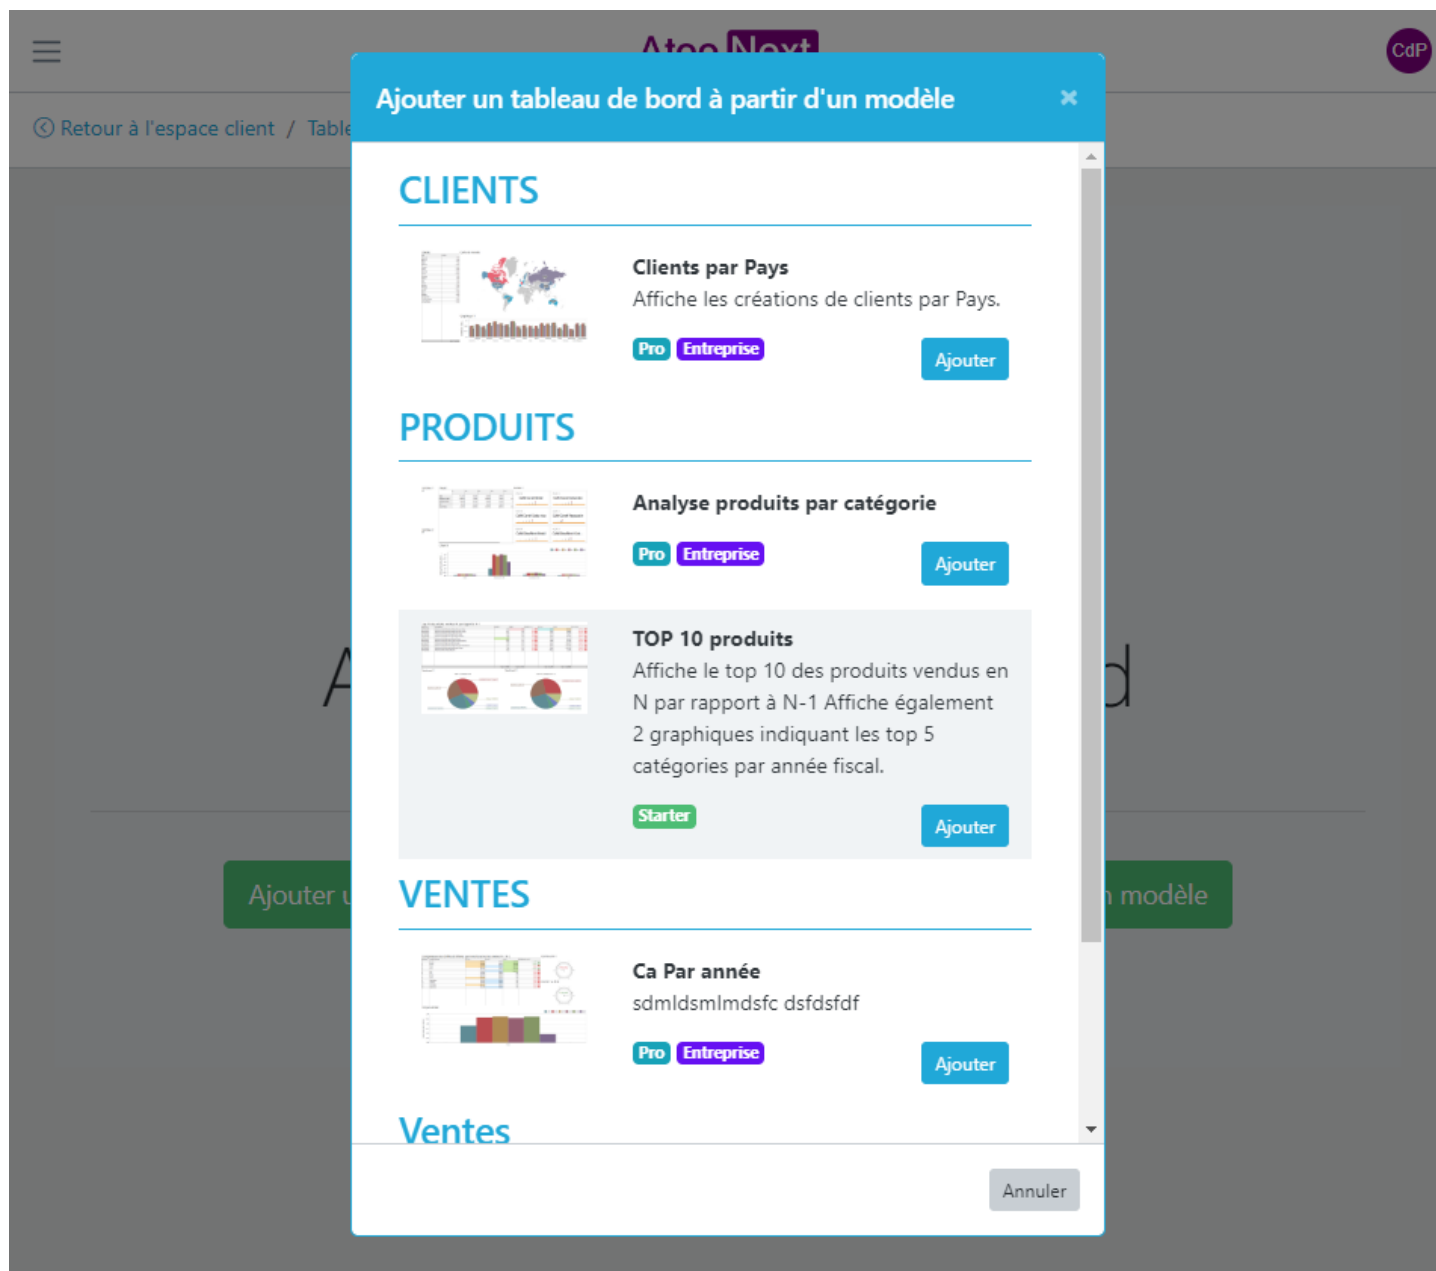 Atoo Next
CdP
Ajouter un tableau de bord à partir d'un modèle
×
Retour à l'espace client / Table
CLIENTS
Clients par Pays
Affiche les créations de clients par Pays.
Pro Entreprise
Ajouter
PRODUITS
Analyse produits par catégorie
Pro Entreprise
Ajouter
TOP 10 produits
Affiche le top 10 des produits vendus en
N par rapport à N-1 Affiche également
2 graphiques indiquant les top 5
catégories par année fiscal.
Starter
Ajouter
A d
Ajouter u n modèle
VENTES
Ca Par année
sdmldsmlmdsfc dsfdsfdf
Pro Entreprise
Ajouter
Ventes
Annuler